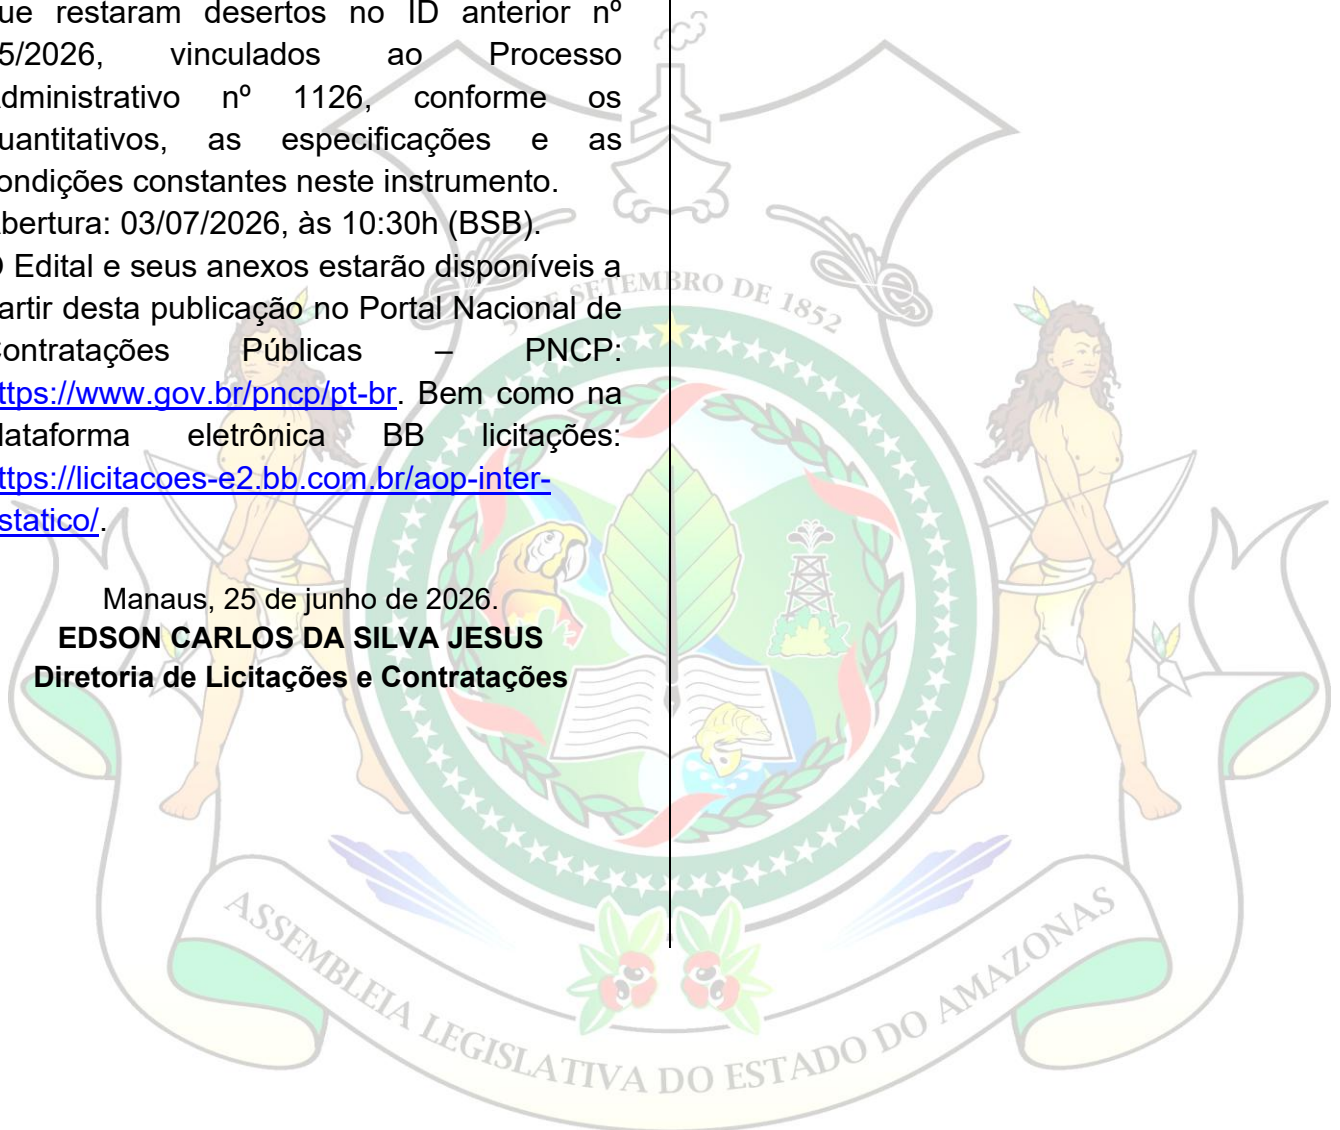 ue restaram desertos no ID anterior nº
5/2026, vinculados ao Processo
dministrativo nº 1126, conforme os
uantitativos, as especificações e as
ondições constantes neste instrumento.
bertura: 03/07/2026, às 10:30h (BSB).
O Edital e seus anexos estarão disponíveis a
artir desta publicação no Portal Nacional de
Contratações Públicas – PNCP:
ttps://www.gov.br/pncp/pt-br. Bem como na
lataforma eletrônica BB licitações:
ttps://licitacoes-e2.bb.com.br/aop-inter-
statico/.
Manaus, 25 de junho de 2026.
EDSON CARLOS DA SILVA JESUS
Diretoria de Licitações e Contratações
5 DE SETEMBRO DE 1852
ASSEMBLEIA LEGISLATIVA DO ESTADO DO AMAZONAS